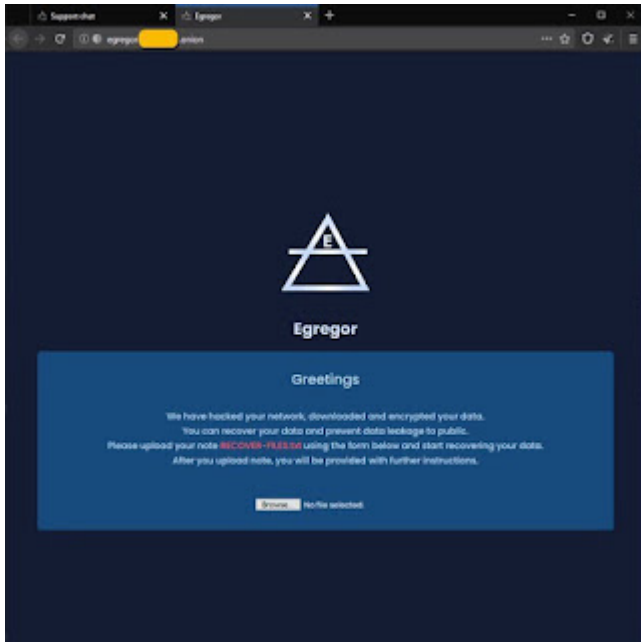 Support chat
Egregor
egregor .onion
E
Egregor
Greetings
We have hacked your network, downloaded and encrypted your data.
You can recover your data and prevent data leakage to public.
Please upload your note RECOVER-FILES.txt using the form below and start recovering your data.
After you upload note, you will be provided with further instructions.
Browse... No file selected.